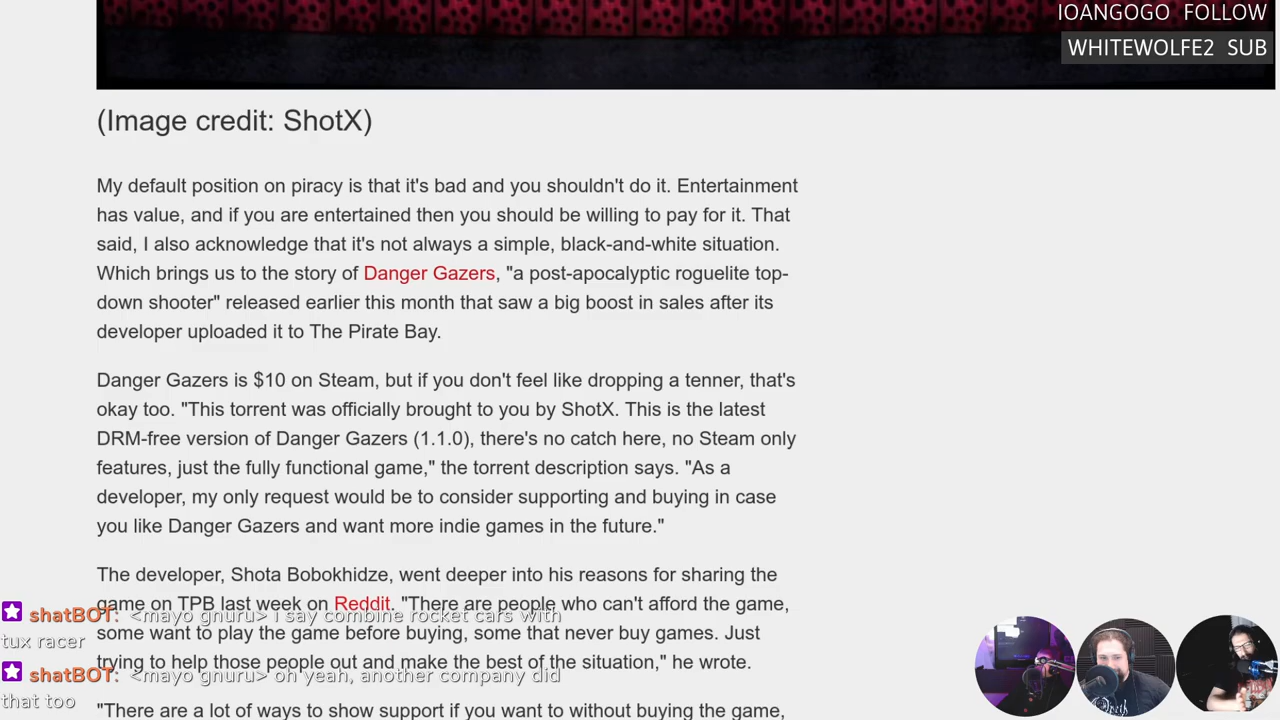 IOANGOGO FOLLOW
WHITEWOLFE2 SUB
(Image credit: ShotX)
My default position on piracy is that it's bad and you shouldn't do it. Entertainment
has value, and if you are entertained then you should be willing to pay for it. That
said, I also acknowledge that it's not always a simple, black-and-white situation.
Which brings us to the story of Danger Gazers, "a post-apocalyptic roguelite top-
down shooter" released earlier this month that saw a big boost in sales after its
developer uploaded it to The Pirate Bay.
Danger Gazers is $10 on Steam, but if you don't feel like dropping a tenner, that's
okay too. "This torrent was officially brought to you by ShotX. This is the latest
DRM-free version of Danger Gazers (1.1.0), there's no catch here, no Steam only
features, just the fully functional game," the torrent description says. "As a
developer, my only request would be to consider supporting and buying in case
you like Danger Gazers and want more indie games in the future."
The developer, Shota Bobokhidze, went deeper into his reasons for sharing the
game on TPB last week on Reddit. "There are people who can't afford the game,
some want to play the game before buying, some that never buy games. Just
trying to help those people out and make the best of the situation," he wrote.
"There are a lot of ways to show support if you want to without buying the game,
shatBOT: <mayo gnuru> i say combine rocket cars with
tux racer
shatBOT: <mayo gnuru> oh yeah, another company did
that too